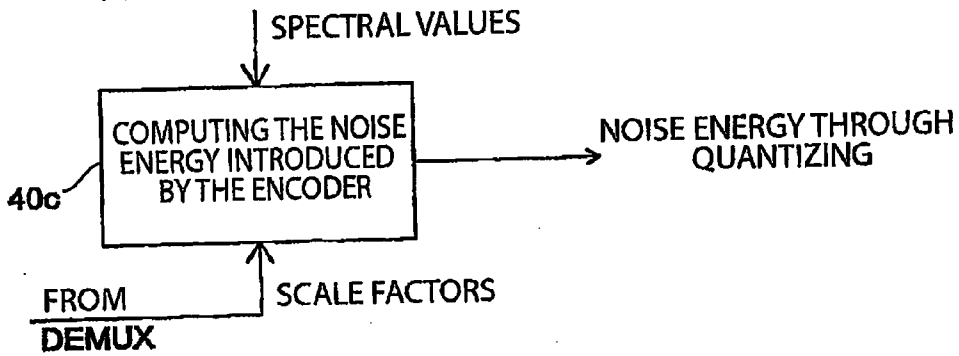 SPECTRAL VALUES
COMPUTING THE NOISE
ENERGY INTRODUCED
BY THE ENCODER
NOISE ENERGY THROUGH
QUANTIZING
40c
FROM
DEMUX
SCALE FACTORS